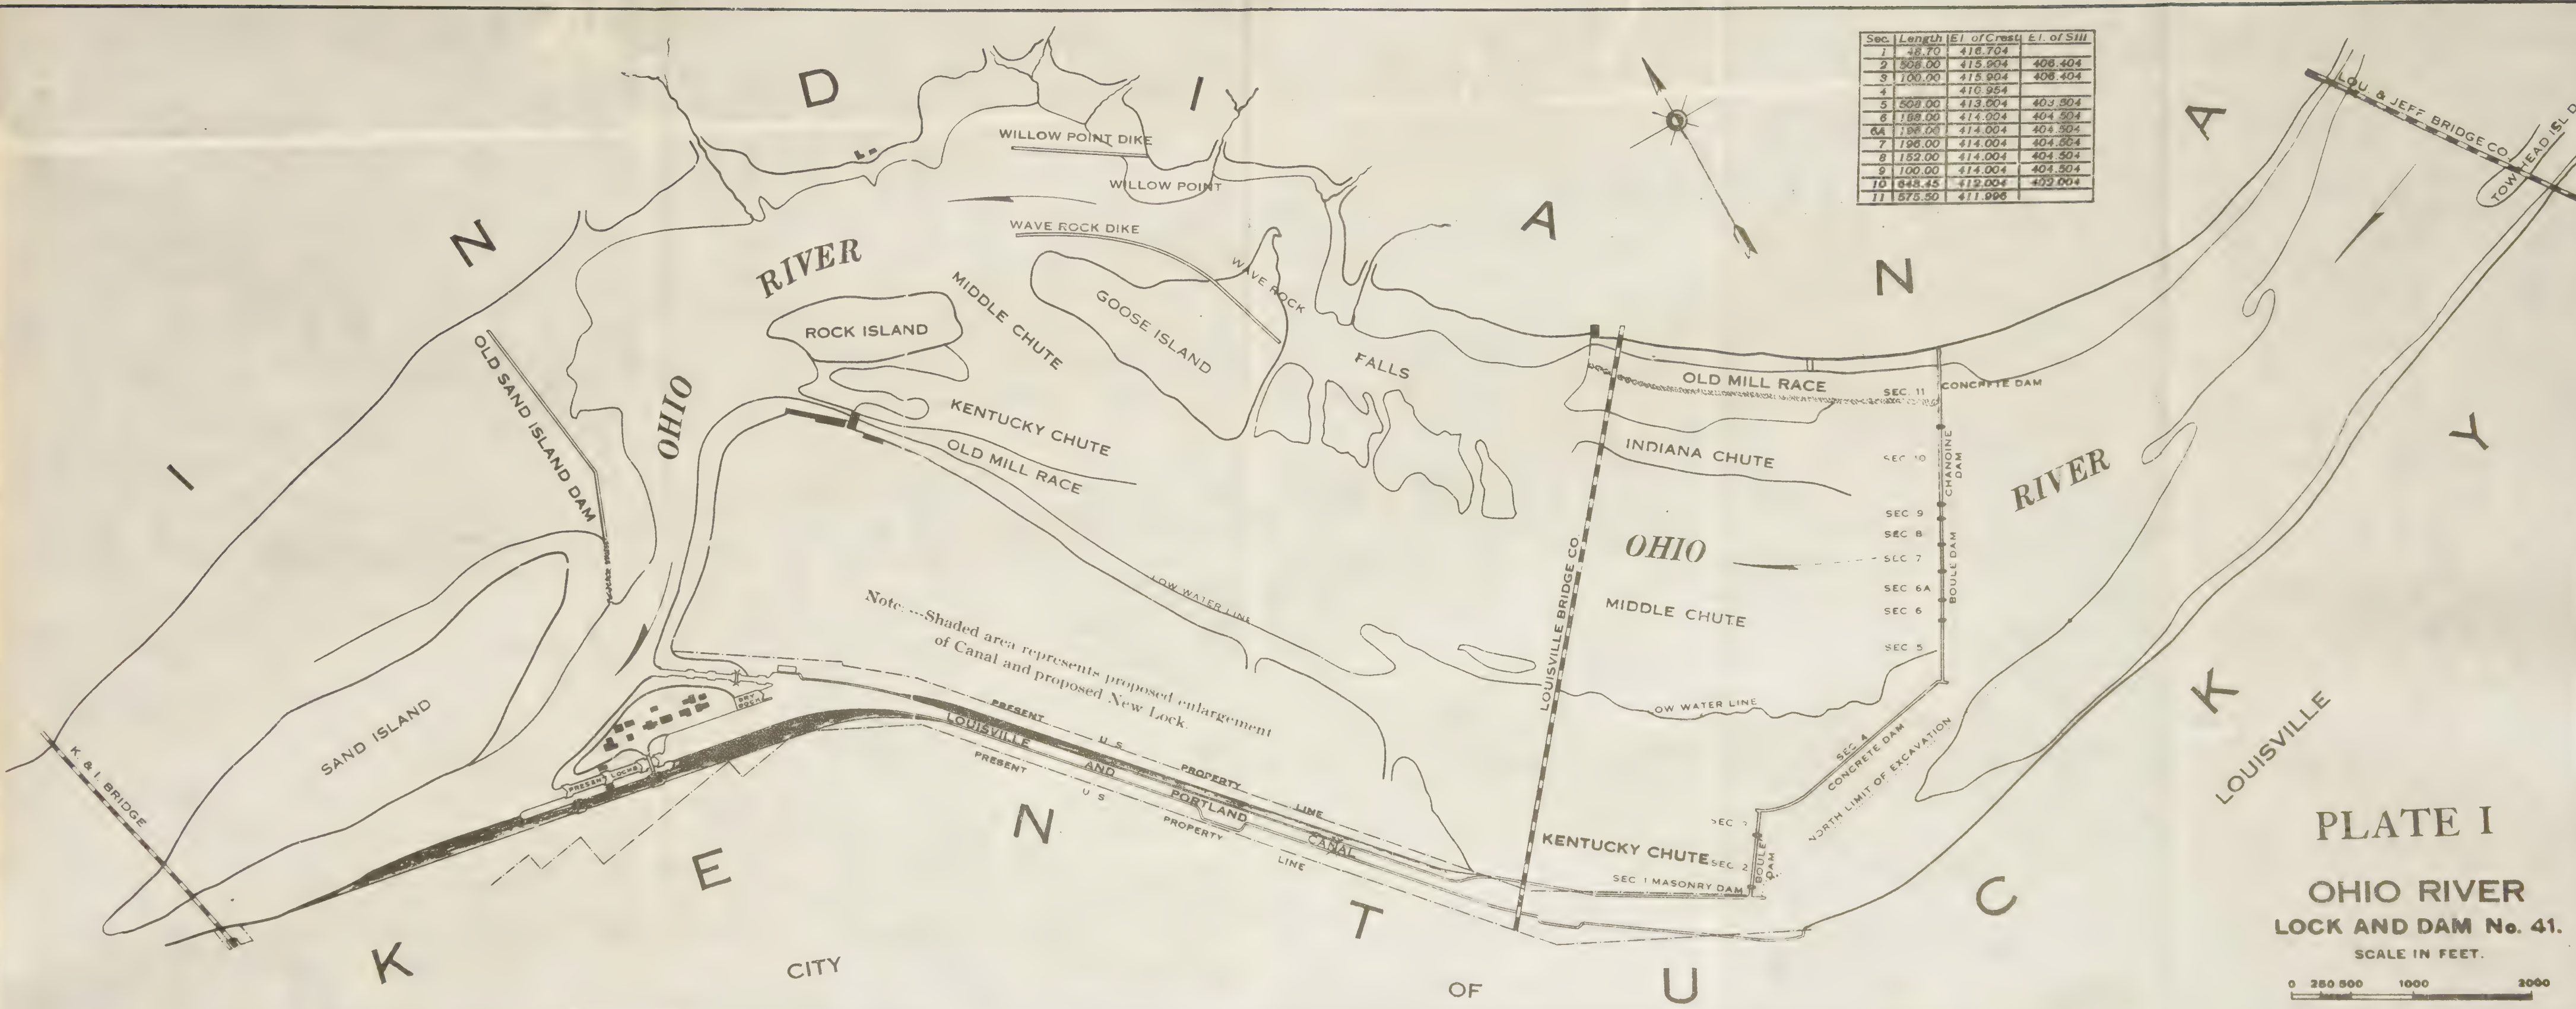 Sec. Length El. of Crest El. of Sill
1 48.70 416.704
2 508.00 415.904 406.404
3 100.00 415.904 406.404
4 410.954
5 508.00 413.004 403.504
6 198.00 414.004 404.504
6A 196.00 414.004 404.504
7 196.00 414.004 404.504
8 152.00 414.004 404.504
9 100.00 414.004 404.504
10 648.45 412.004 402.004
11 575.50 411.996
I N D I A N A
LOU. & JEFF BRIDGE CO.
TOW HEAD ISL D
WILLOW POINT DIKE
WILLOW POINT
WAVE ROCK DIKE
WAVE ROCK
RIVER
MIDDLE CHUTE
GOOSE ISLAND
ROCK ISLAND
FALLS
OLD SAND ISLAND DAM
OHIO
KENTUCKY CHUTE
OLD MILL RACE
OLD MILL RACE
SEC. 11
CONCRETE DAM
INDIANA CHUTE
SEC 10
CHANOINE
DAM
RIVER
SEC 9
SEC 8
OHIO
SEC 7
BOULE DAM
SEC 6A
SEC 6
MIDDLE CHUTE
SEC 5
LOUISVILLE BRIDGE CO.
LOW WATER LINE
Note.---Shaded area represents proposed enlargement
of Canal and proposed New Lock.
OW WATER LINE
SEC. 4
CONCRETE DAM
NORTH LIMIT OF EXCAVATION
SAND ISLAND
K. & I. BRIDGE
DRY
DOCK
PRESENT LOCKS
PRESENT U S PROPERTY LINE
LOUISVILLE AND PORTLAND CANAL
PRESENT U S PROPERTY LINE
KENTUCKY CHUTE
SEC 2
BOULE
DAM
SEC 1 MASONRY DAM
K E N T U C K Y
LOUISVILLE
CITY OF
PLATE I
OHIO RIVER
LOCK AND DAM No. 41.
SCALE IN FEET.
0 250 500 1000 2000